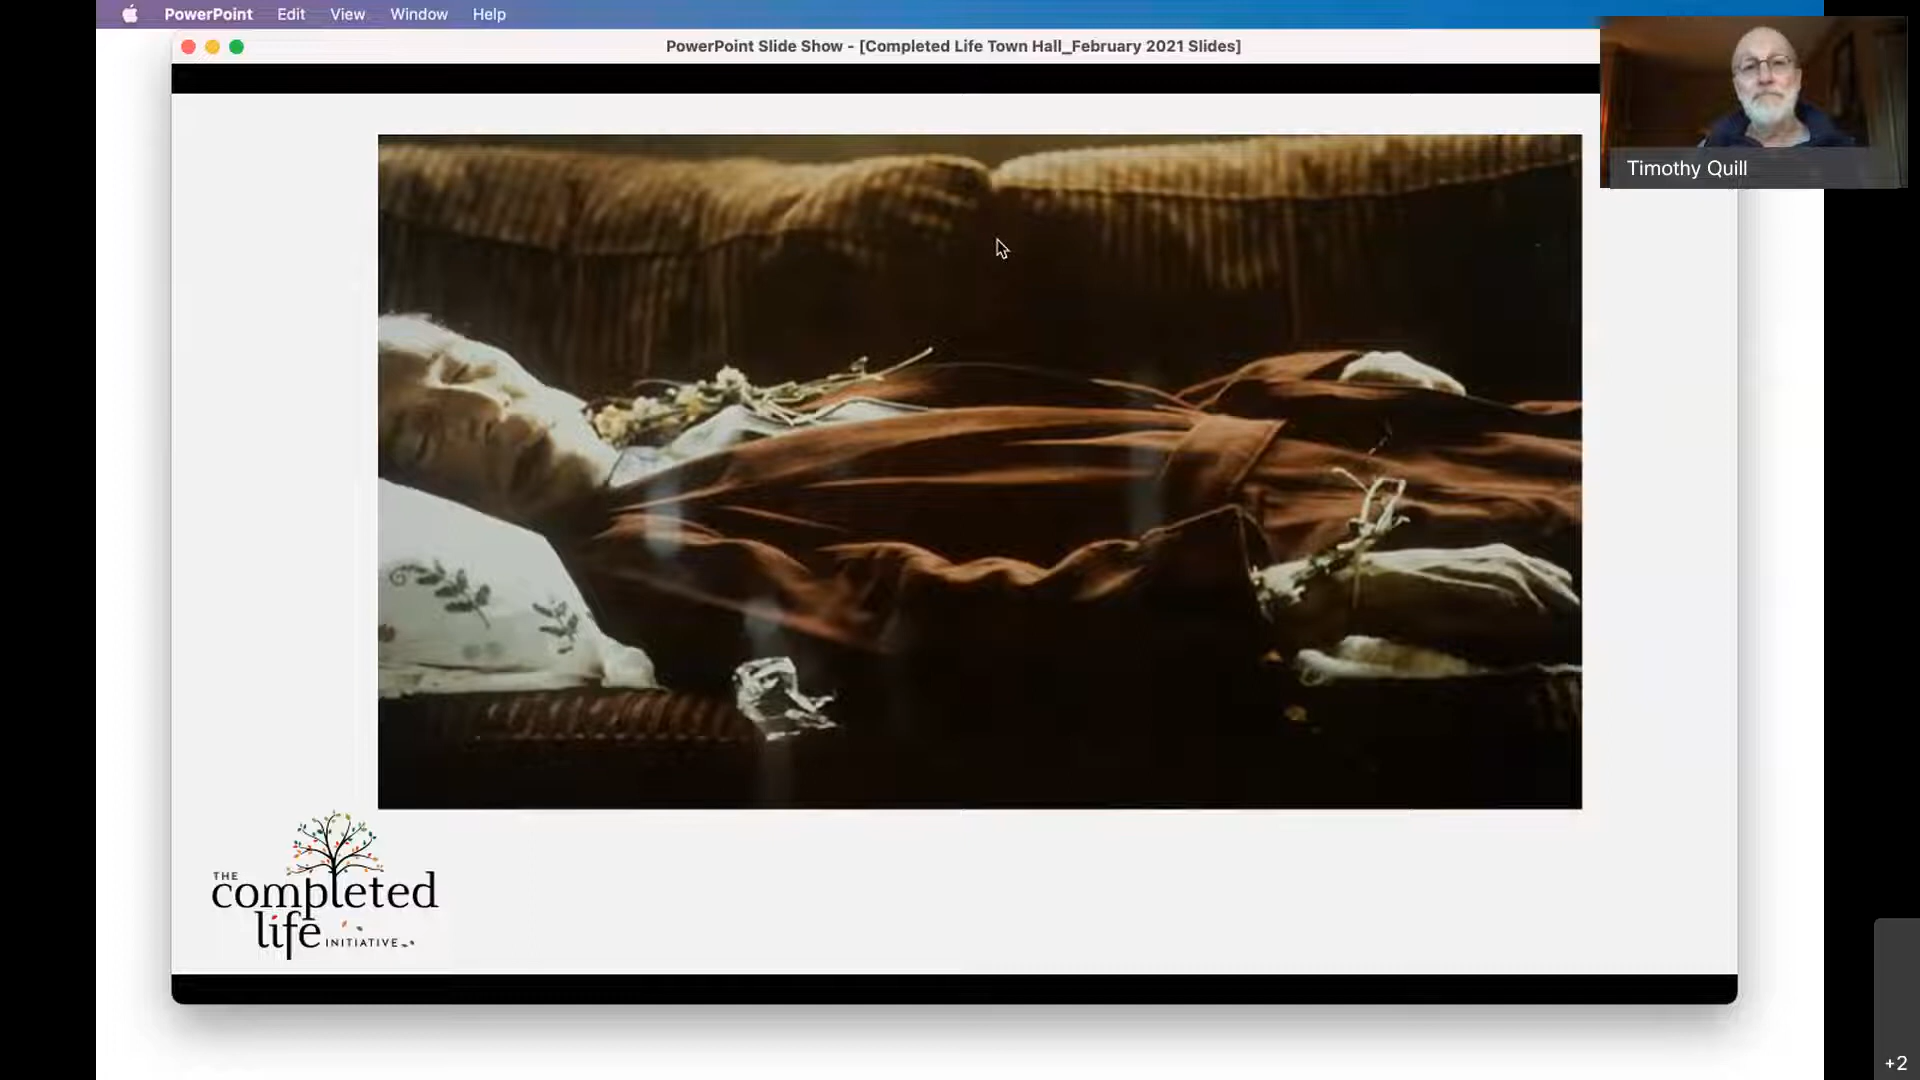 PowerPoint Edit View Window Help
PowerPoint Slide Show - [Completed Life Town Hall_February 2021 Slides]
Timothy Quill
THE
completed
life INITIATIVE
+2